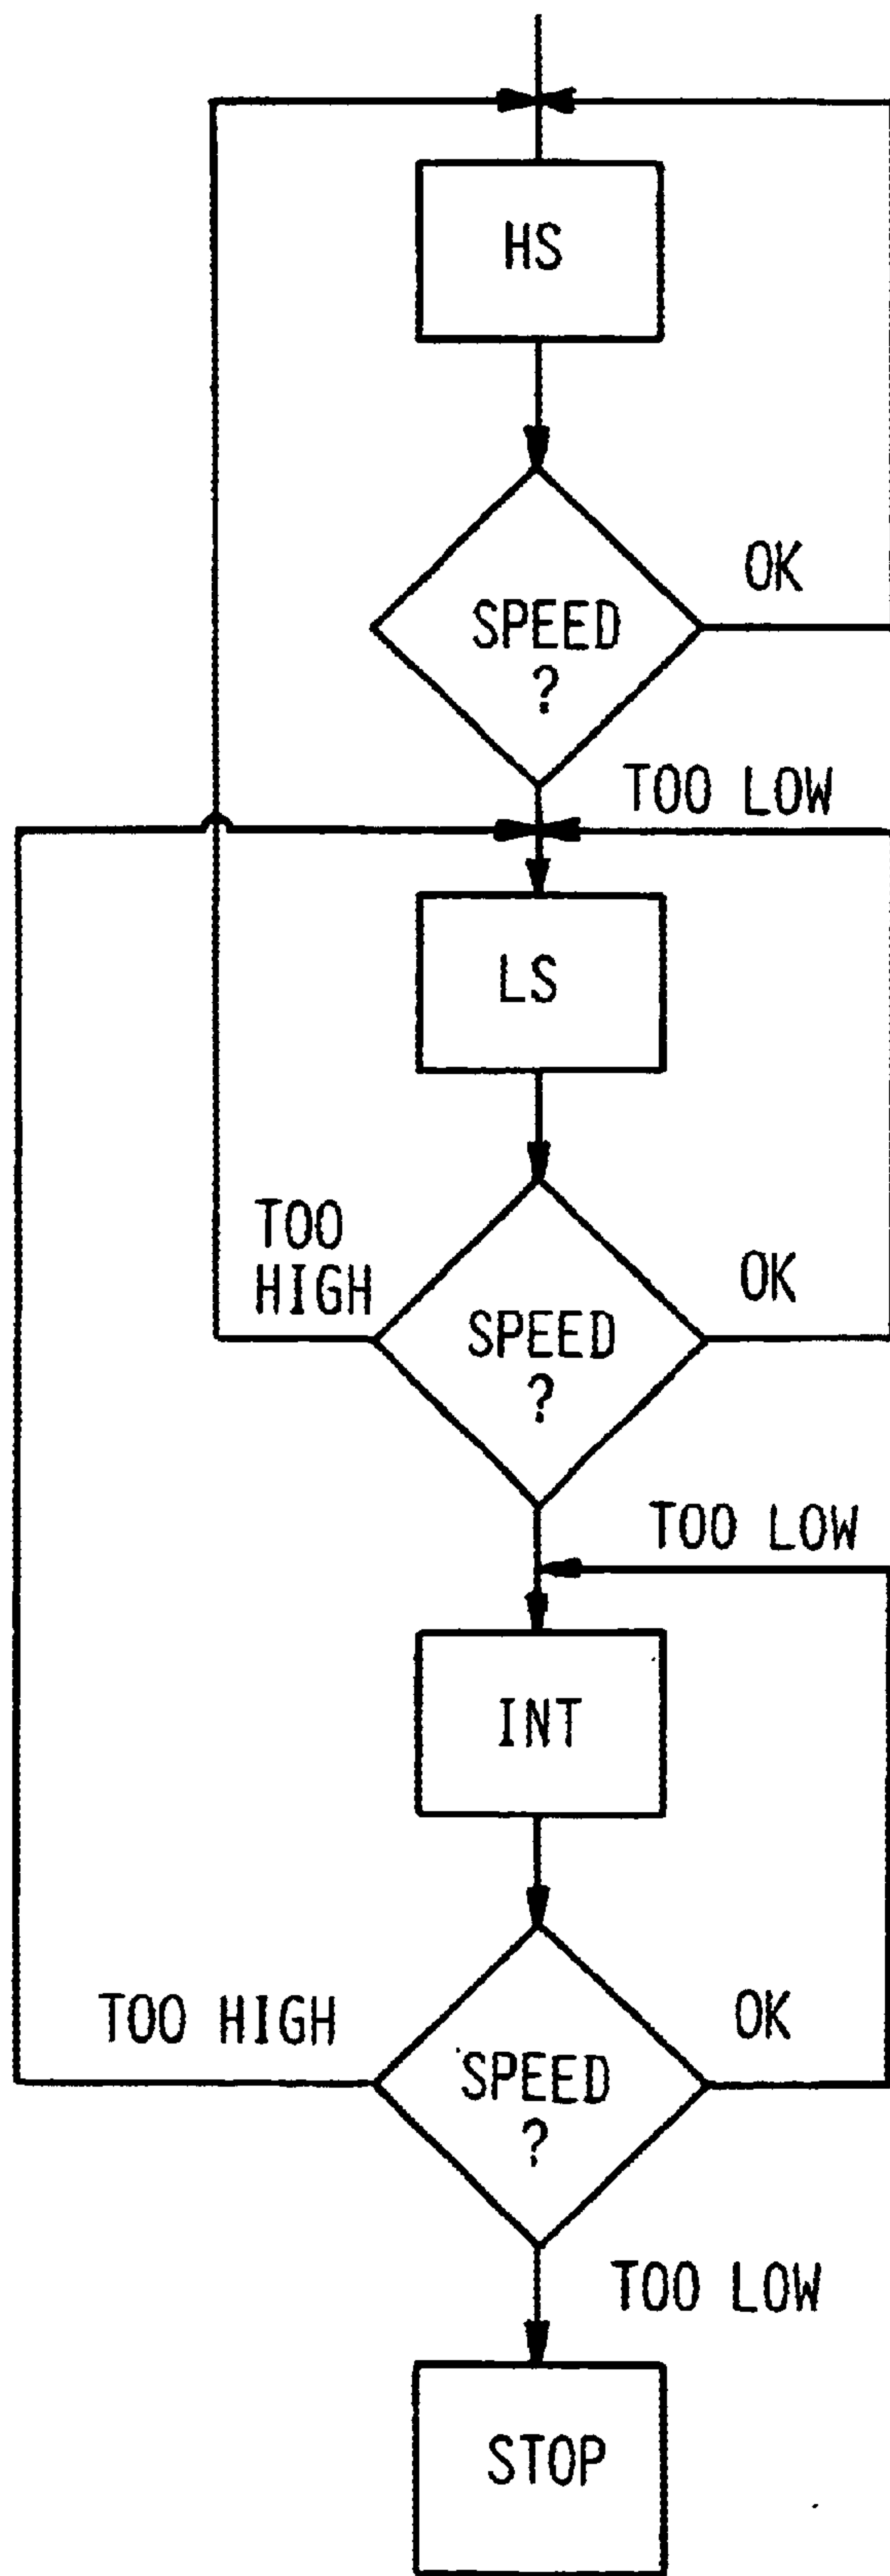 HS
SPEED
?
OK
TOO LOW
LS
TOO
HIGH
SPEED
?
OK
TOO LOW
INT
TOO HIGH
SPEED
?
OK
TOO LOW
STOP